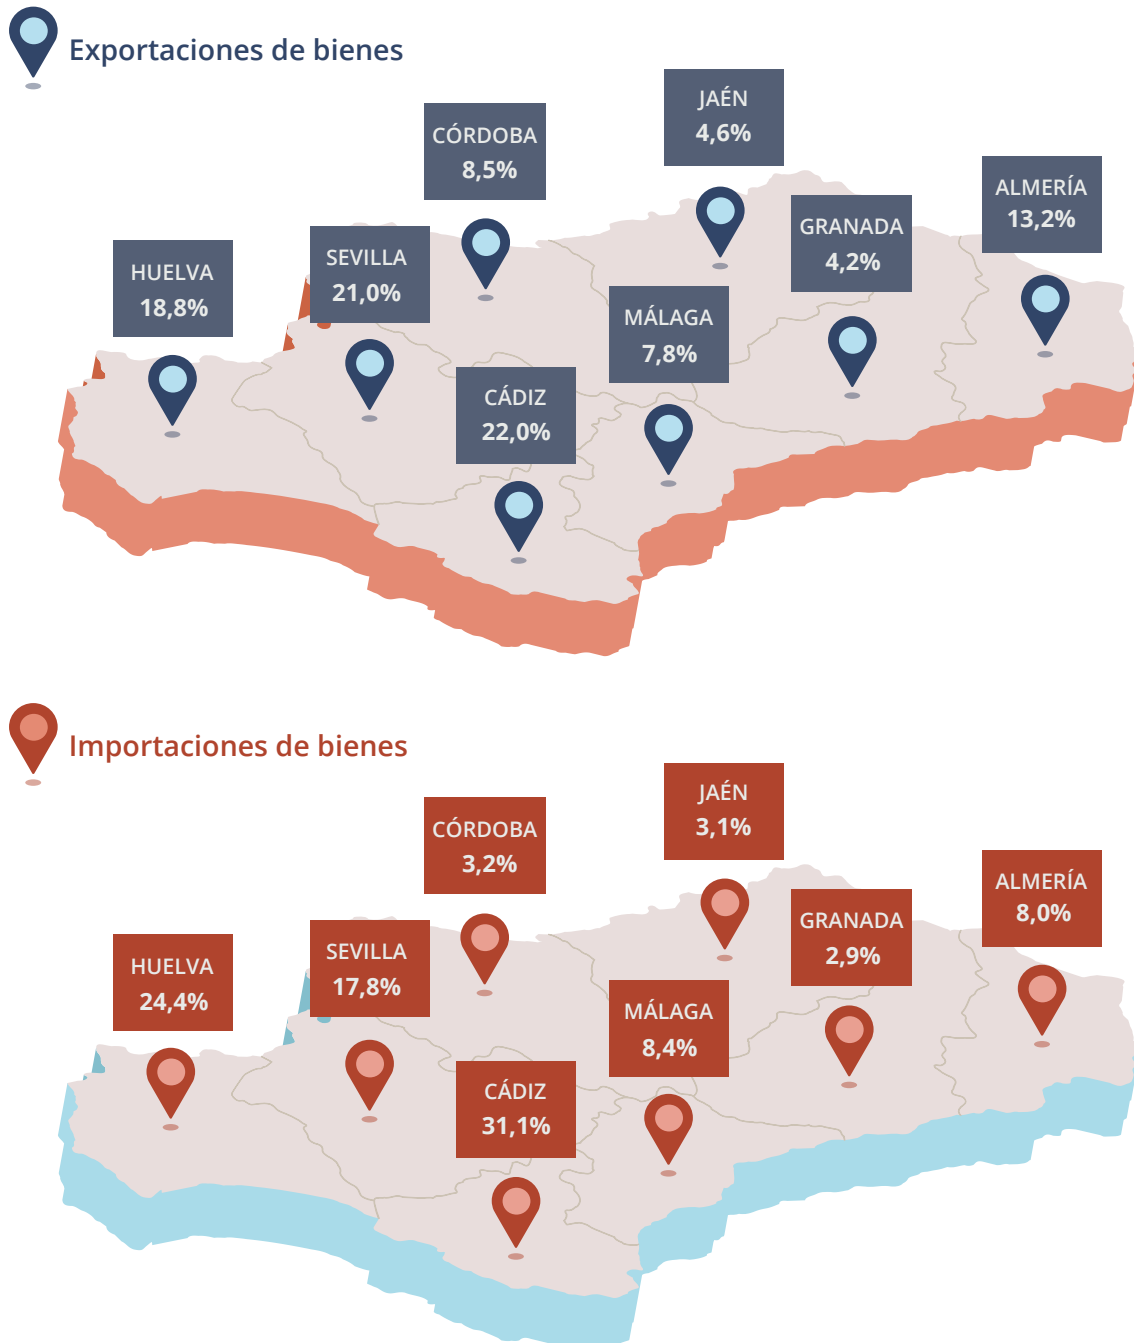 Exportaciones de bienes
JAÉN
4,6%
CÓRDOBA
8,5%
ALMERÍA
13,2%
GRANADA
4,2%
SEVILLA
21,0%
HUELVA
18,8%
MÁLAGA
7,8%
CÁDIZ
22,0%
Importaciones de bienes
JAÉN
3,1%
CÓRDOBA
3,2%
ALMERÍA
8,0%
GRANADA
2,9%
SEVILLA
17,8%
HUELVA
24,4%
MÁLAGA
8,4%
CÁDIZ
31,1%